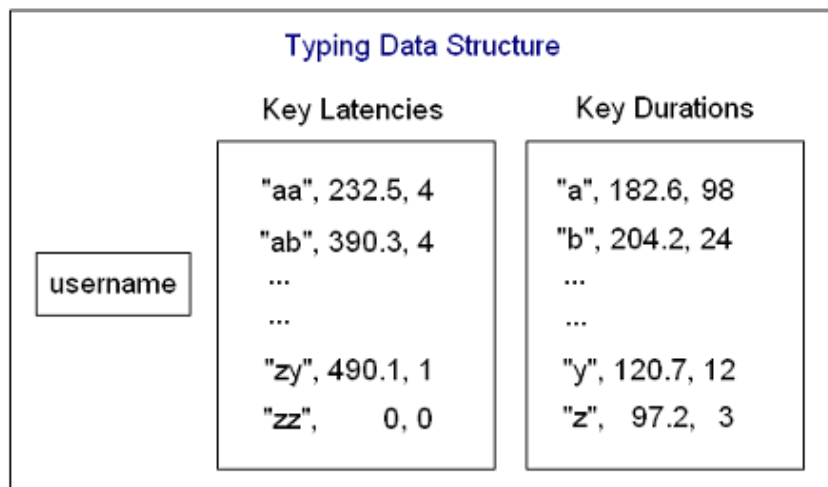 Typing Data Structure
Key Latencies
"aa", 232.5, 4
"ab", 390.3, 4
...
...
"zy", 490.1, 1
"zz", 0, 0
Key Durations
"a", 182.6, 98
"b", 204.2, 24
...
...
"y", 120.7, 12
"z", 97.2, 3
username